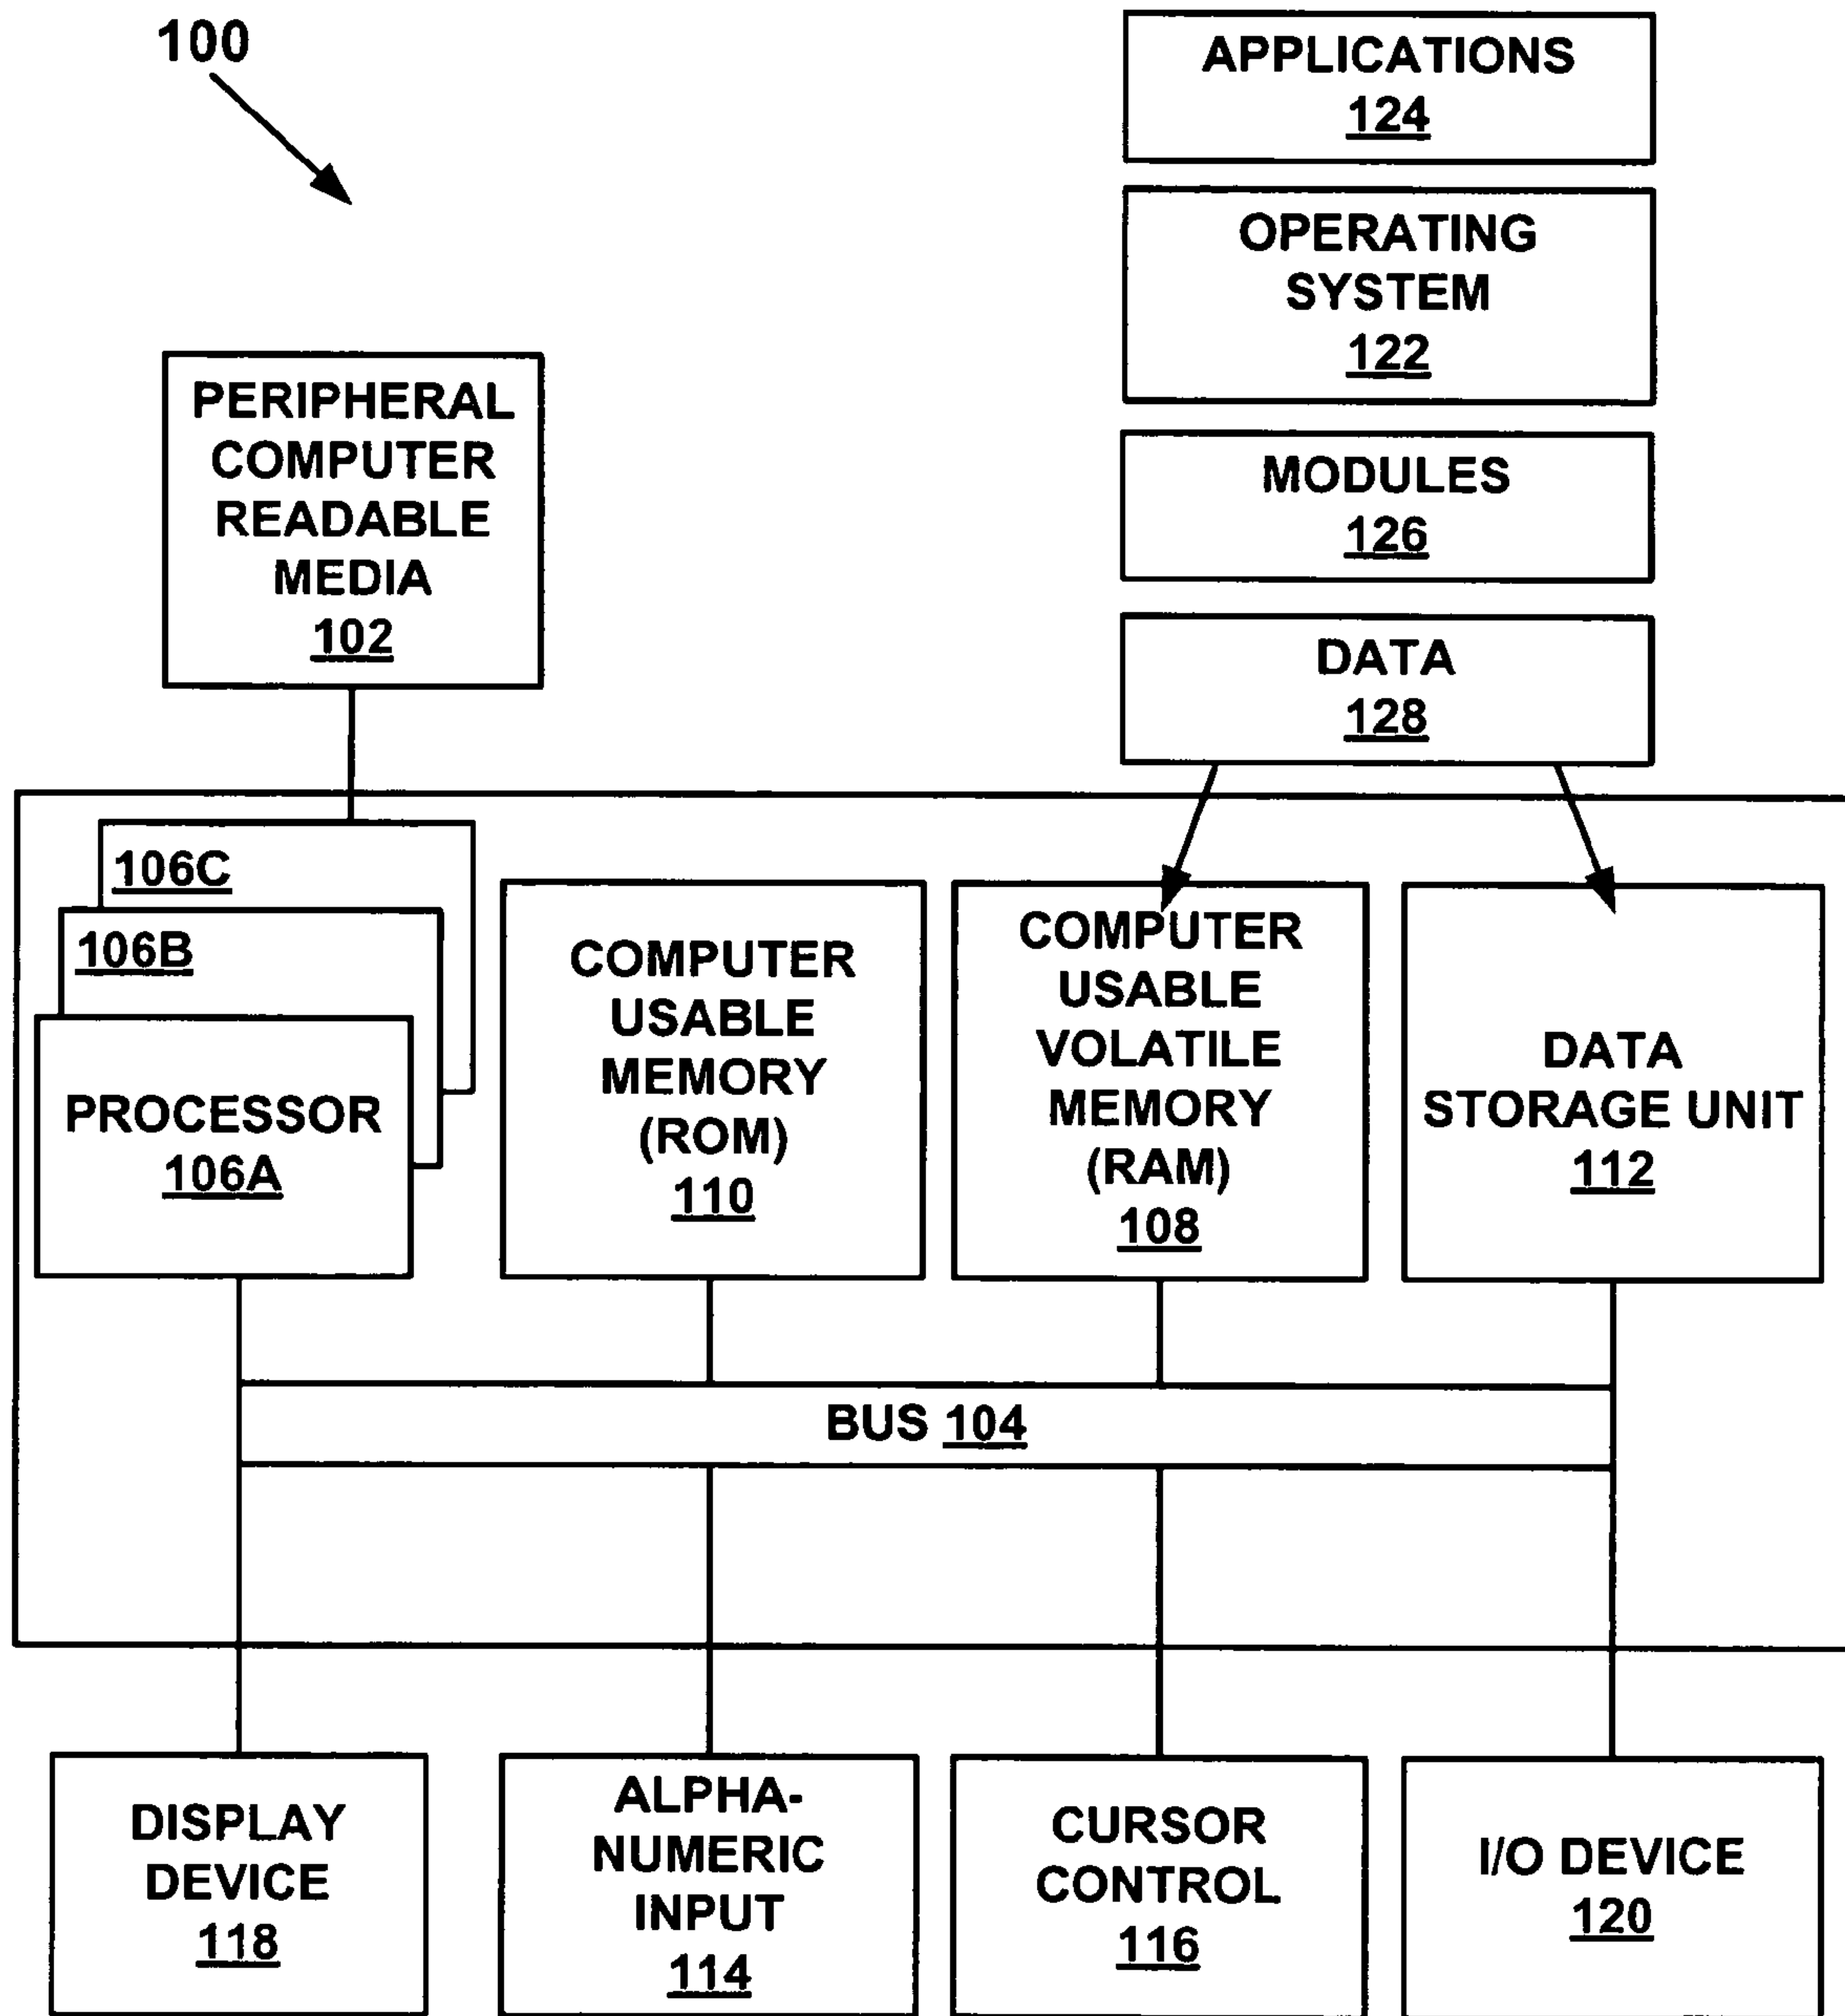 100
APPLICATIONS
124
OPERATING
SYSTEM
122
PERIPHERAL
COMPUTER
READABLE
MEDIA
102
MODULES
126
DATA
128
106C
106B
PROCESSOR
106A
COMPUTER
USABLE
MEMORY
(ROM)
110
COMPUTER
USABLE
VOLATILE
MEMORY
(RAM)
108
DATA
STORAGE UNIT
112
BUS 104
DISPLAY
DEVICE
118
ALPHA-
NUMERIC
INPUT
114
CURSOR
CONTROL
116
I/O DEVICE
120